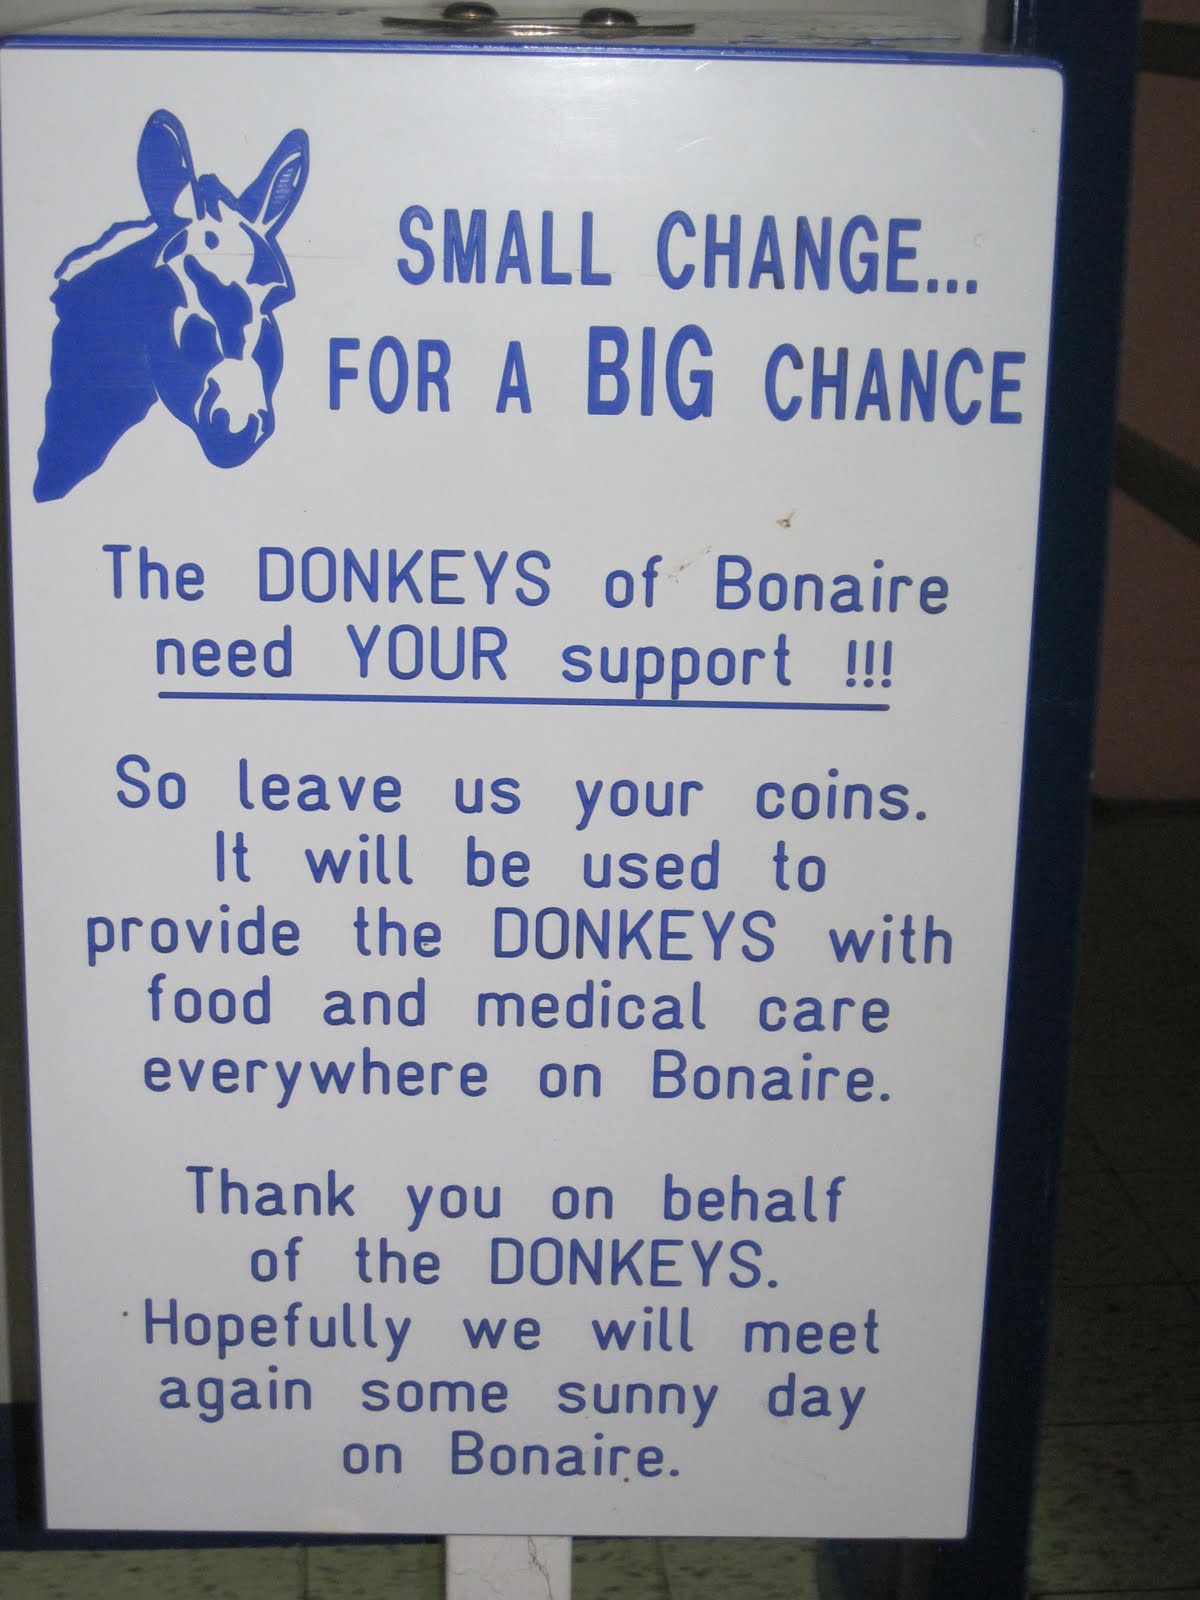 SMALL CHANGE...
FOR A BIG CHANCE
The DONKEYS of Bonaire
need YOUR support !!!
So leave us your coins.
It will be used to
provide the DONKEYS with
food and medical care
everywhere on Bonaire.
Thank you on behalf
of the DONKEYS.
Hopefully we will meet
again some sunny day
on Bonaire.